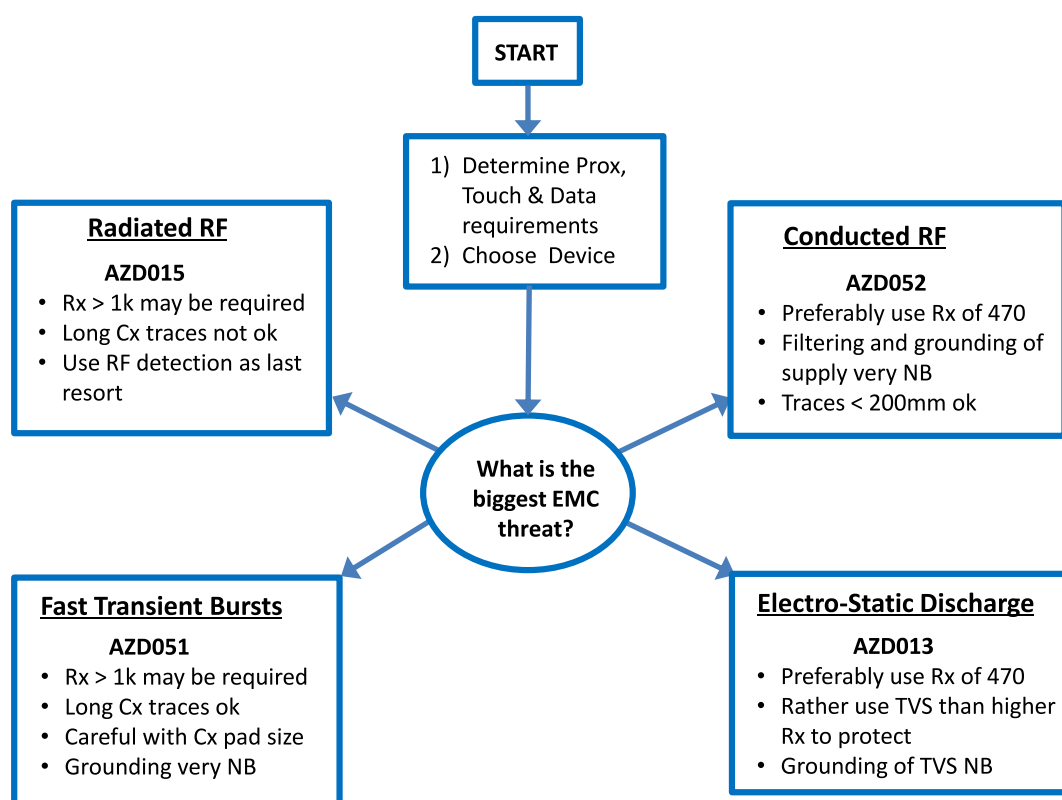 START
1) Determine Prox,
Touch & Data
requirements
2) Choose Device
Radiated RF
AZD015
• Rx > 1k may be required
• Long Cx traces not ok
• Use RF detection as last
resort
Conducted RF
AZD052
• Preferably use Rx of 470
• Filtering and grounding of
supply very NB
• Traces < 200mm ok
What is the
biggest EMC
threat?
Fast Transient Bursts
AZD051
• Rx > 1k may be required
• Long Cx traces ok
• Careful with Cx pad size
• Grounding very NB
Electro-Static Discharge
AZD013
• Preferably use Rx of 470
• Rather use TVS than higher
Rx to protect
• Grounding of TVS NB